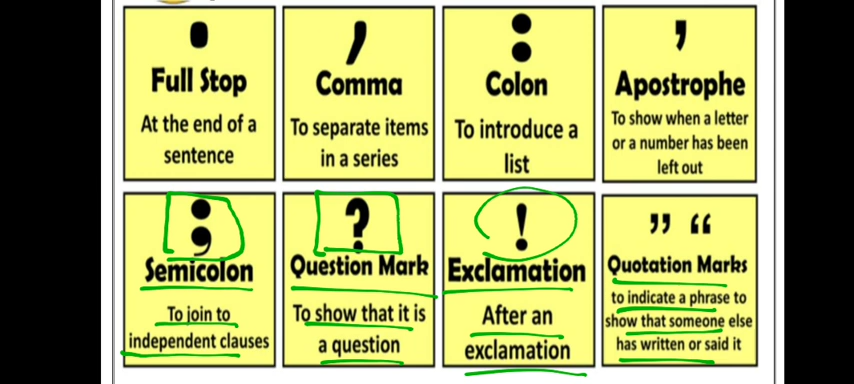 .
Full Stop
At the end of a
sentence
,
Comma
To separate items
in a series
:
Colon
To introduce a
list
’
Apostrophe
To show when a letter
or a number has been
left out
;
Semicolon
To join to
independent clauses
?
Question Mark
To show that it is
a question
!
Exclamation
After an
exclamation
” “
Quotation Marks
to indicate a phrase to
show that someone else
has written or said it